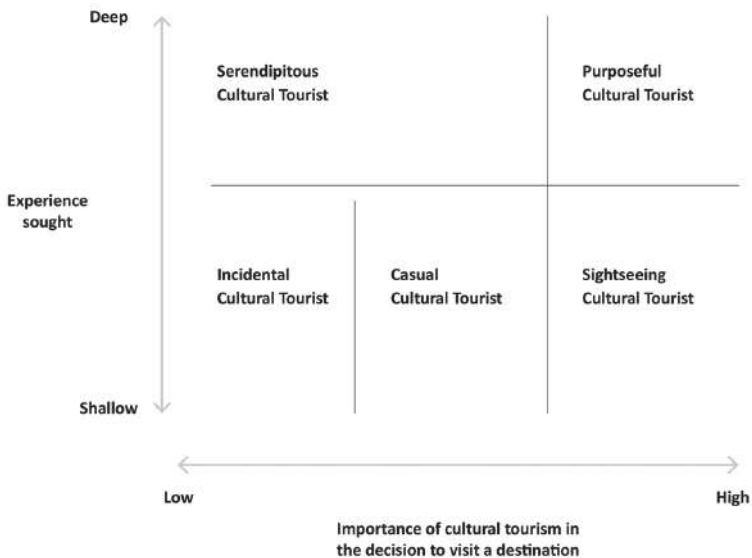 Deep
Serendipitous
Cultural Tourist
Purposeful
Cultural Tourist
Experience
sought
Incidental
Cultural Tourist
Casual
Cultural Tourist
Sightseeing
Cultural Tourist
Shallow
Low
High
Importance of cultural tourism in
the decision to visit a destination